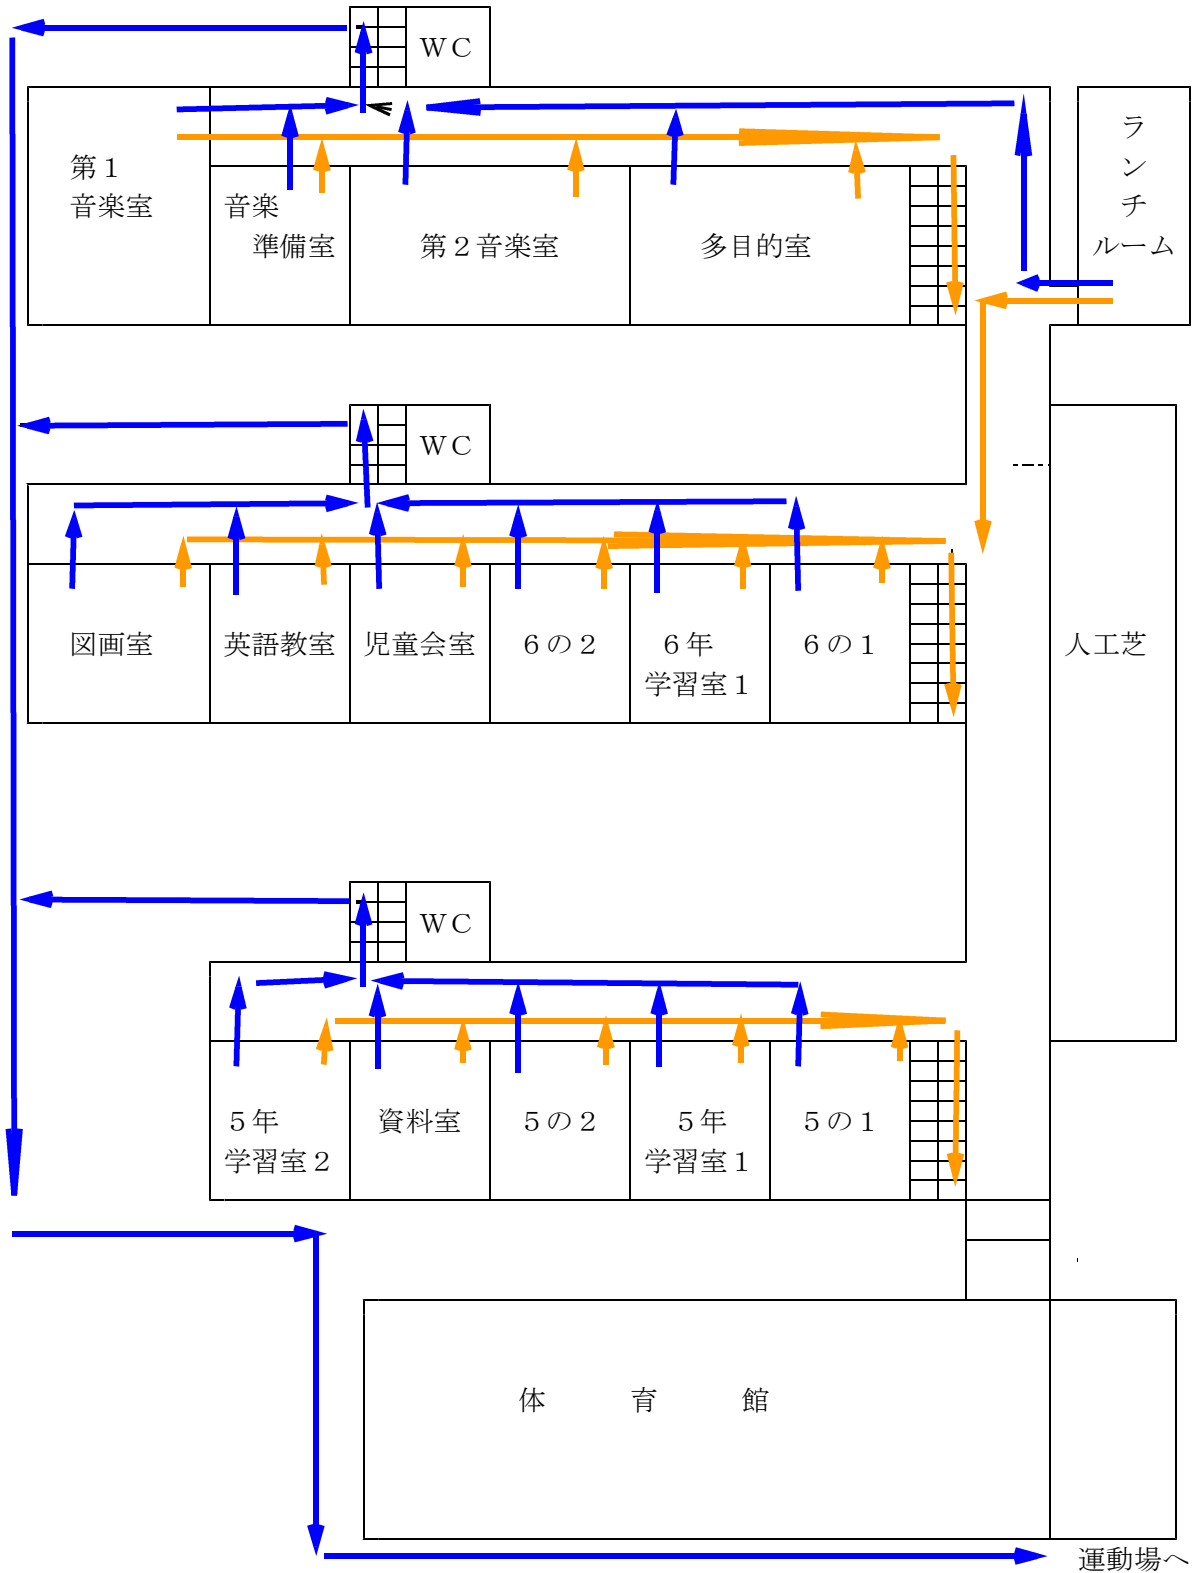 ＷＣ
第１
音楽室
音楽
準備室
第２音楽室
多目的室
ランチ
ルーム
ＷＣ
図画室
英語教室
児童会室
６の２
６年
学習室１
６の１
人工芝
ＷＣ
５年
学習室２
資料室
５の２
５年
学習室１
５の１
体育館
運動場へ